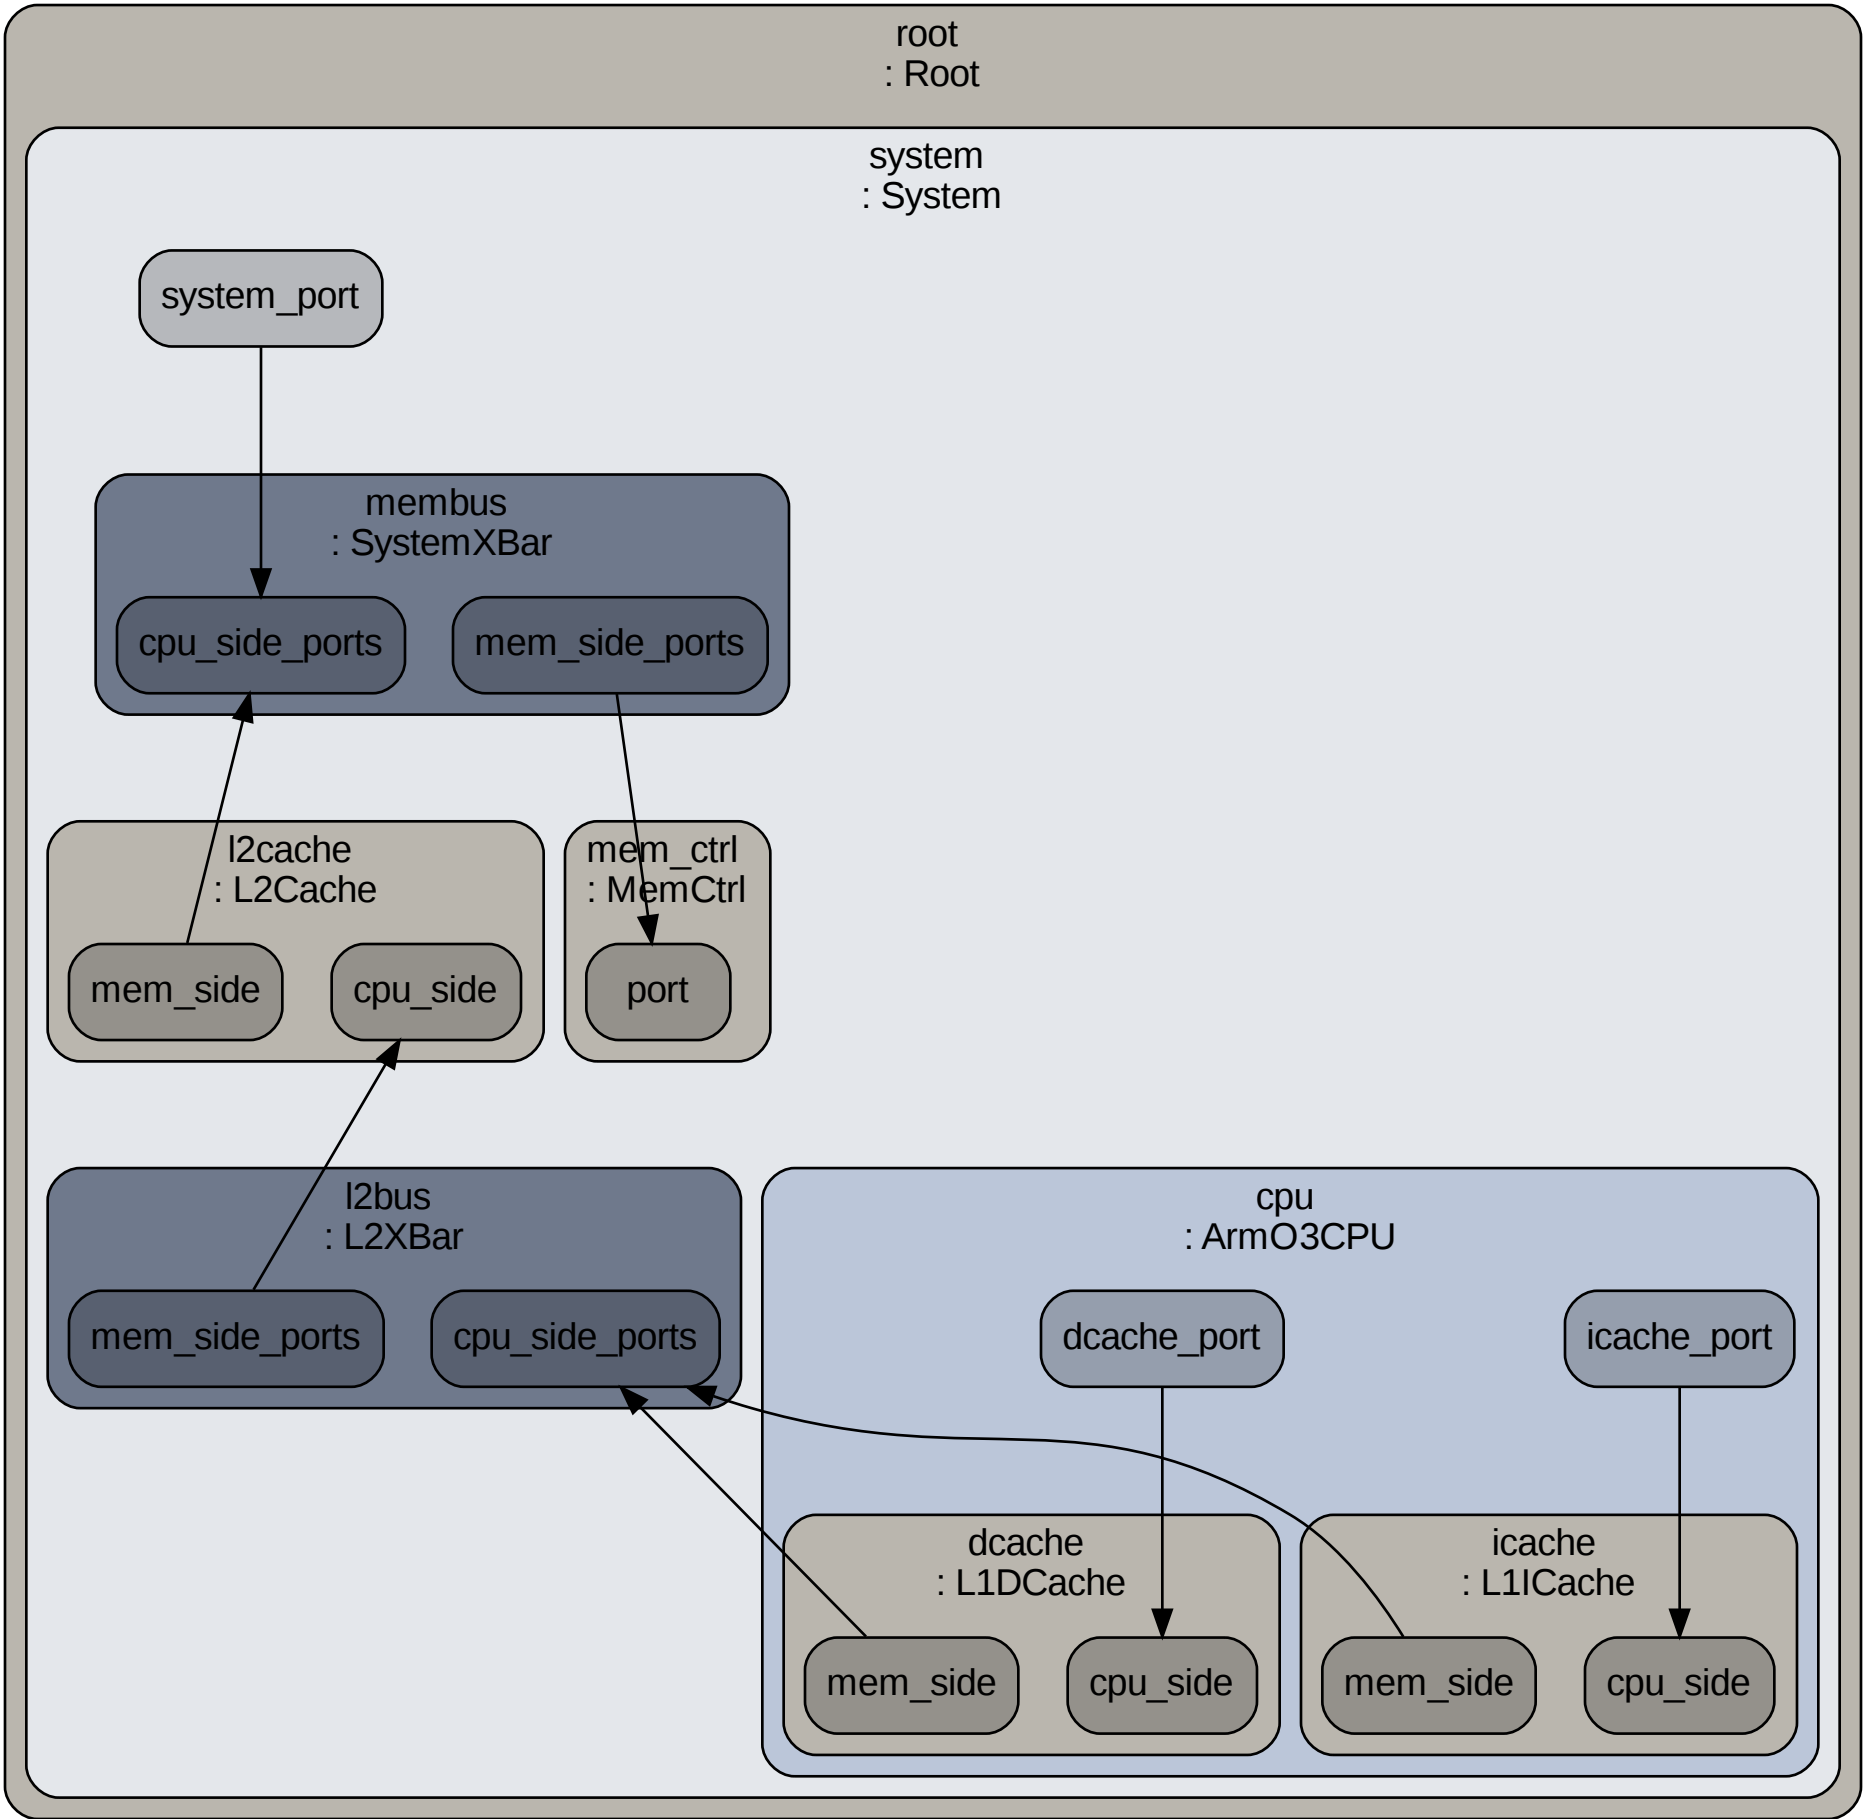 root
: Root
system
: System
system_port
membus
: SystemXBar
cpu_side_ports
mem_side_ports
l2cache
: L2Cache
mem_side
cpu_side
mem_ctrl
: MemCtrl
port
l2bus
: L2XBar
mem_side_ports
cpu_side_ports
cpu
: ArmO3CPU
dcache_port
icache_port
dcache
: L1DCache
mem_side
cpu_side
icache
: L1ICache
mem_side
cpu_side